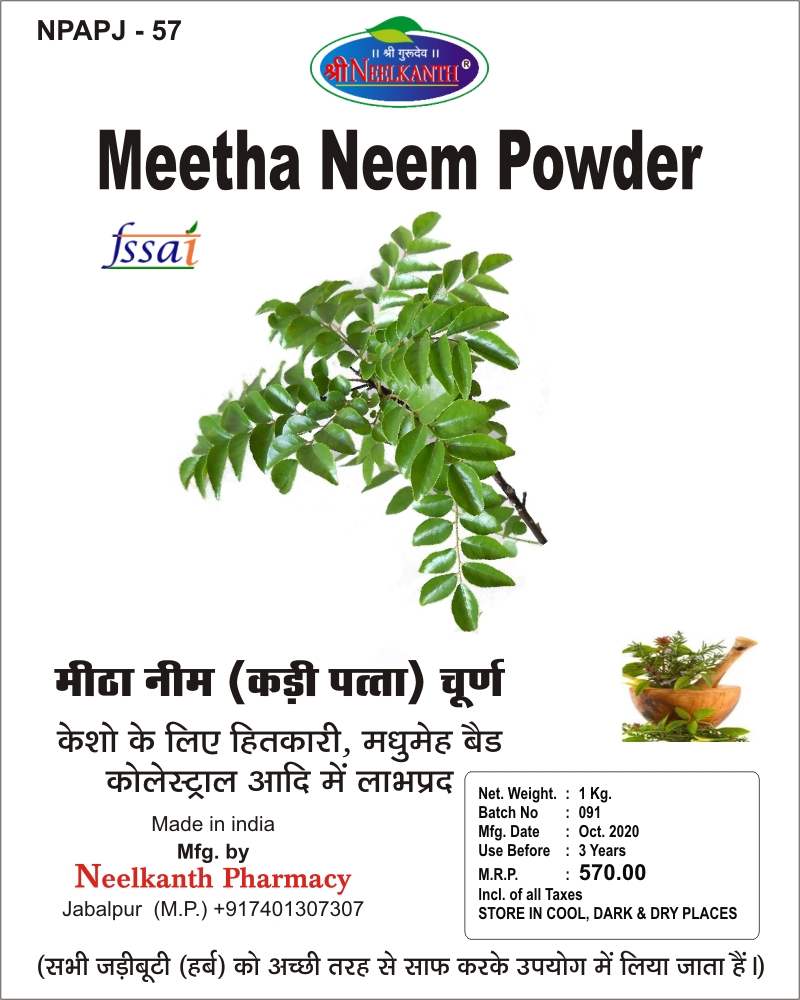 NPAPJ - 57
।। श्री गुरूदेव ।।
श्री NEELKANTH ®
Meetha Neem Powder
fssai
मीठा नीम (कड़ी पत्ता) चूर्ण
केशो के लिए हितकारी, मधुमेह बैड
कोलेस्ट्राल आदि में लाभप्रद
Made in india
Mfg. by
Neelkanth Pharmacy
Jabalpur (M.P.) +917401307307
Net. Weight. : 1 Kg.
Batch No : 091
Mfg. Date : Oct. 2020
Use Before : 3 Years
M.R.P. : 570.00
Incl. of all Taxes
STORE IN COOL, DARK & DRY PLACES
(सभी जड़ीबूटी (हर्ब) को अच्छी तरह से साफ करके उपयोग में लिया जाता हैं।)